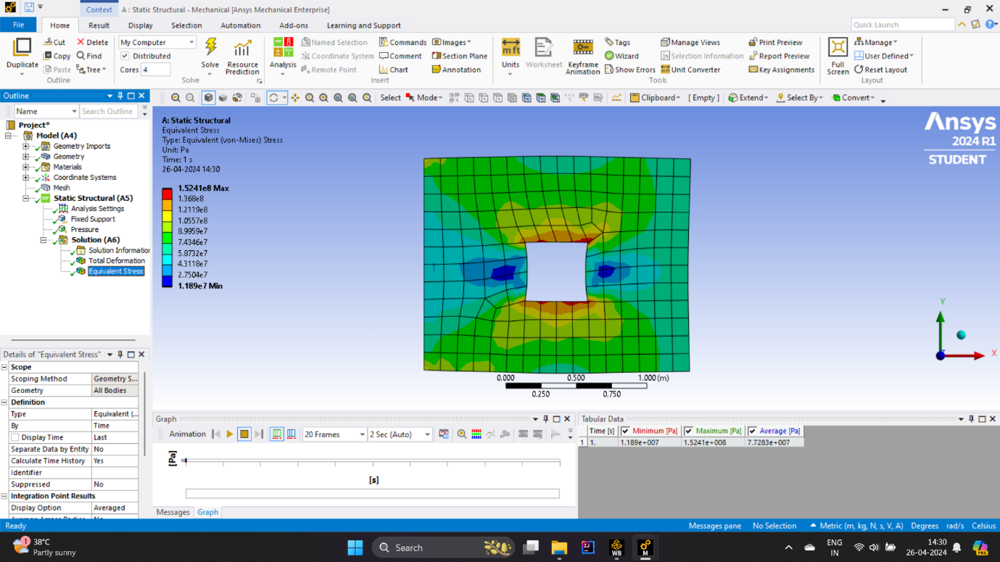 Context
A : Static Structural - Mechanical [Ansys Mechanical Enterprise]
File Home Result Display Selection Automation Add-ons Learning and Support
Quick Launch
Duplicate
Cut
Copy
Paste
Delete
Find
Tree
Outline
My Computer
Distributed
Cores 4
Solve
Resource Prediction
Solve
Analysis
Named Selection
Coordinate System
Remote Point
Commands
Comment
Chart
Images
Section Plane
Annotation
Insert
Units
Worksheet
Keyframe Animation
Tags
Wizard
Show Errors
Manage Views
Selection Information
Unit Converter
Print Preview
Report Preview
Key Assignments
Tools
Full Screen
Manage
User Defined
Reset Layout
Layout
Outline
Select Mode
Clipboard [ Empty ] Extend Select By Convert
Name Search Outline
Project*
Model (A4)
Geometry Imports
Geometry
Materials
Coordinate Systems
Mesh
Static Structural (A5)
Analysis Settings
Fixed Support
Pressure
Solution (A6)
Solution Information
Total Deformation
Equivalent Stress
A: Static Structural
Equivalent Stress
Type: Equivalent (von-Mises) Stress
Unit: Pa
Time: 1 s
26-04-2024 14:30
1.5241e8 Max
1.368e8
1.2119e8
1.0557e8
8.9959e7
7.4346e7
5.8732e7
4.3118e7
2.7504e7
1.189e7 Min
Ansys
2024 R1
STUDENT
Y
X
0.000 0.500 1.000 (m)
0.250 0.750
Details of "Equivalent Stress"
Scope
Scoping Method Geometry S...
Geometry All Bodies
Definition
Type Equivalent (...
By Time
Display Time Last
Separate Data by Entity No
Calculate Time History Yes
Identifier
Suppressed No
Integration Point Results
Display Option Averaged
Graph
Animation 20 Frames 2 Sec (Auto)
[Pa]
[s]
Messages Graph
Tabular Data
Time [s] Minimum [Pa] Maximum [Pa] Average [Pa]
1 1. 1.189e+007 1.5241e+008 7.7283e+007
Ready
Messages pane No Selection Metric (m, kg, N, s, V, A) Degrees rad/s Celsius
1
38°C
Partly sunny
Search
WB
M
ENG
IN
14:30
26-04-2024
PRE